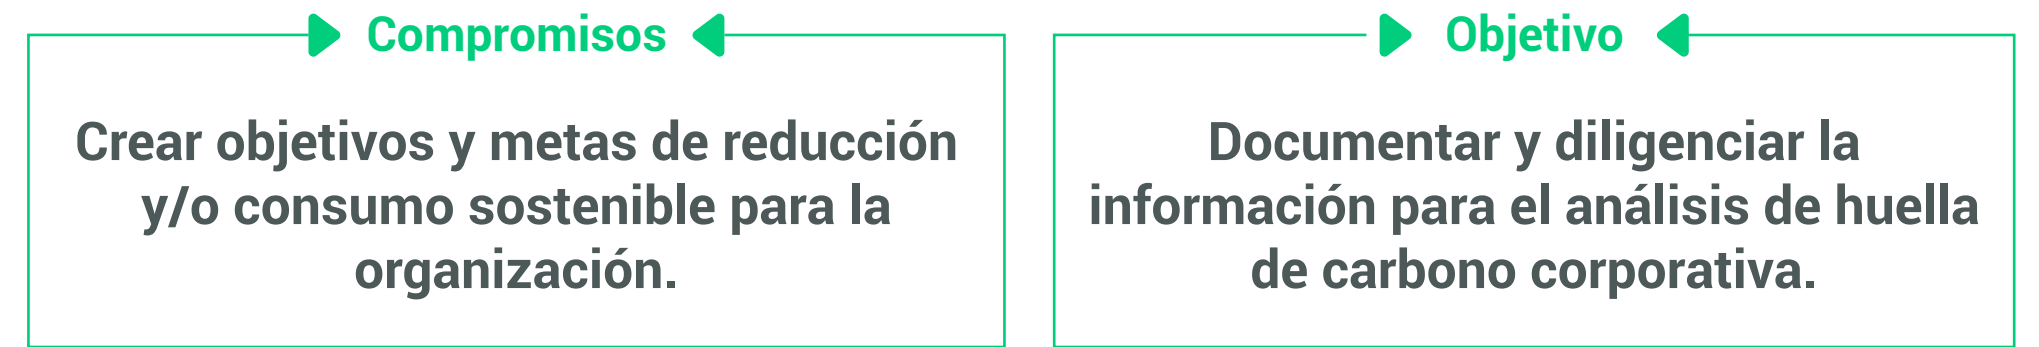 Compromisos
Crear objetivos y metas de reducción
y/o consumo sostenible para la
organización.
Objetivo
Documentar y diligenciar la
información para el análisis de huella
de carbono corporativa.